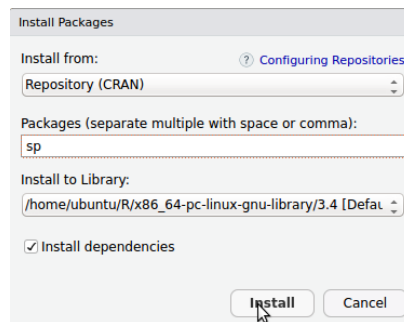 Install Packages
Install from:
? Configuring Repositories
Repository (CRAN)
Packages (separate multiple with space or comma):
sp
Install to Library:
/home/ubuntu/R/x86_64-pc-linux-gnu-library/3.4 [Defau
Install dependencies
Install Cancel